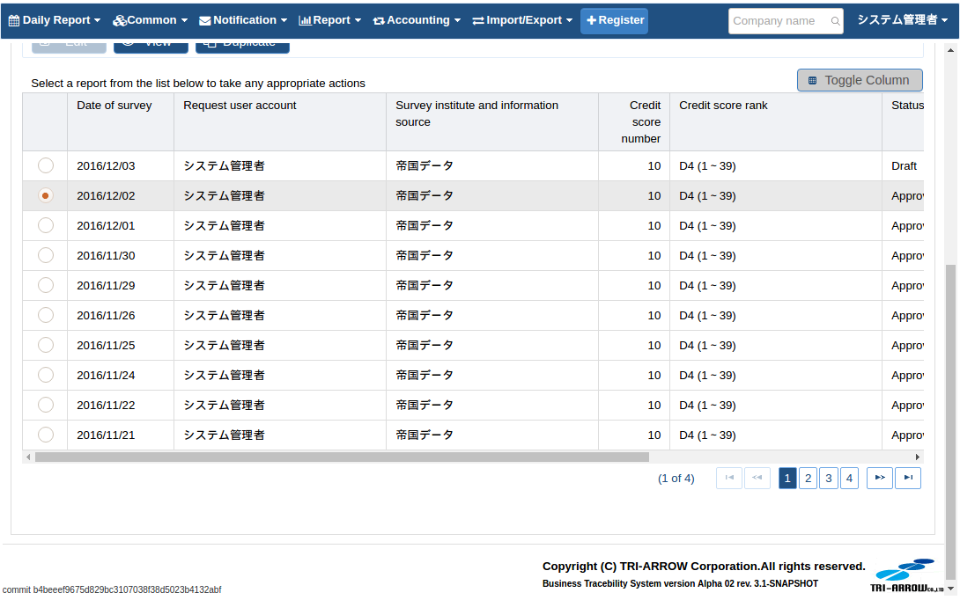 Daily Report Common Notification Report Accounting Import/Export Register Company name システム管理者
Edit View Duplicate
Select a report from the list below to take any appropriate actions Toggle Column
Date of survey Request user account Survey institute and information source Credit score number Credit score rank Status
2016/12/03 システム管理者 帝国データ 10 D4 (1 ~ 39) Draft
2016/12/02 システム管理者 帝国データ 10 D4 (1 ~ 39) Approv
2016/12/01 システム管理者 帝国データ 10 D4 (1 ~ 39) Approv
2016/11/30 システム管理者 帝国データ 10 D4 (1 ~ 39) Approv
2016/11/29 システム管理者 帝国データ 10 D4 (1 ~ 39) Approv
2016/11/26 システム管理者 帝国データ 10 D4 (1 ~ 39) Approv
2016/11/25 システム管理者 帝国データ 10 D4 (1 ~ 39) Approv
2016/11/24 システム管理者 帝国データ 10 D4 (1 ~ 39) Approv
2016/11/22 システム管理者 帝国データ 10 D4 (1 ~ 39) Approv
2016/11/21 システム管理者 帝国データ 10 D4 (1 ~ 39) Approv
(1 of 4) 1 2 3 4
Copyright (C) TRI-ARROW Corporation.All rights reserved.
Business Tracebility System version Alpha 02 rev. 3.1-SNAPSHOT
TRI-ARROW CO.,LTD
commit b4beeef9675d829bc3107038f38d5023b4132abf